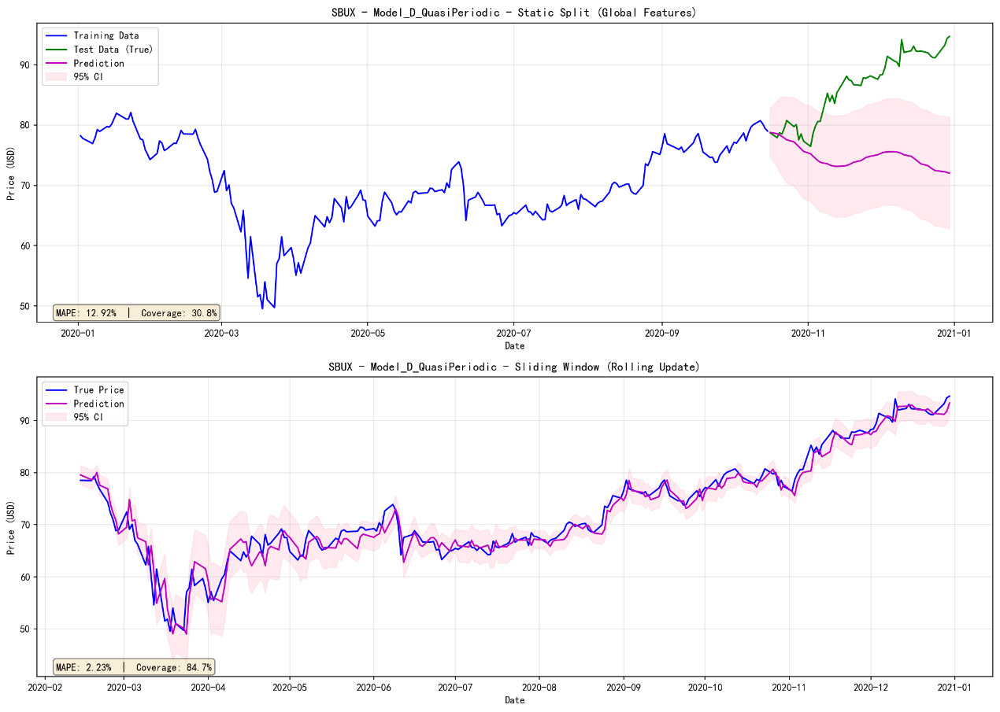 SBUX - Model_D_QuasiPeriodic - Static Split (Global Features)
Training Data
Test Data (True)
Prediction
95% CI
Price (USD)
90
80
70
60
50
MAPE: 12.92% | Coverage: 30.8%
2020-01 2020-03 2020-05 2020-07 2020-09 2020-11 2021-01
Date
SBUX - Model_D_QuasiPeriodic - Sliding Window (Rolling Update)
True Price
Prediction
95% CI
Price (USD)
90
80
70
60
50
MAPE: 2.23% | Coverage: 84.7%
2020-02 2020-03 2020-04 2020-05 2020-06 2020-07 2020-08 2020-09 2020-10 2020-11 2020-12 2021-01
Date